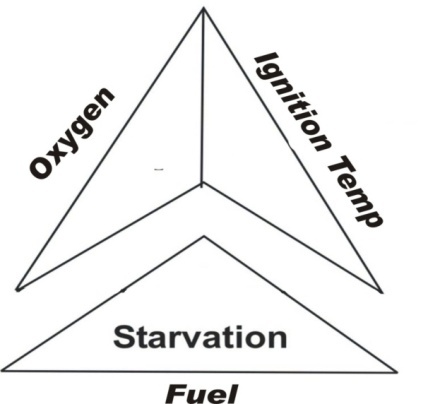 Oxygen
Ignition Temp
Starvation
Fuel